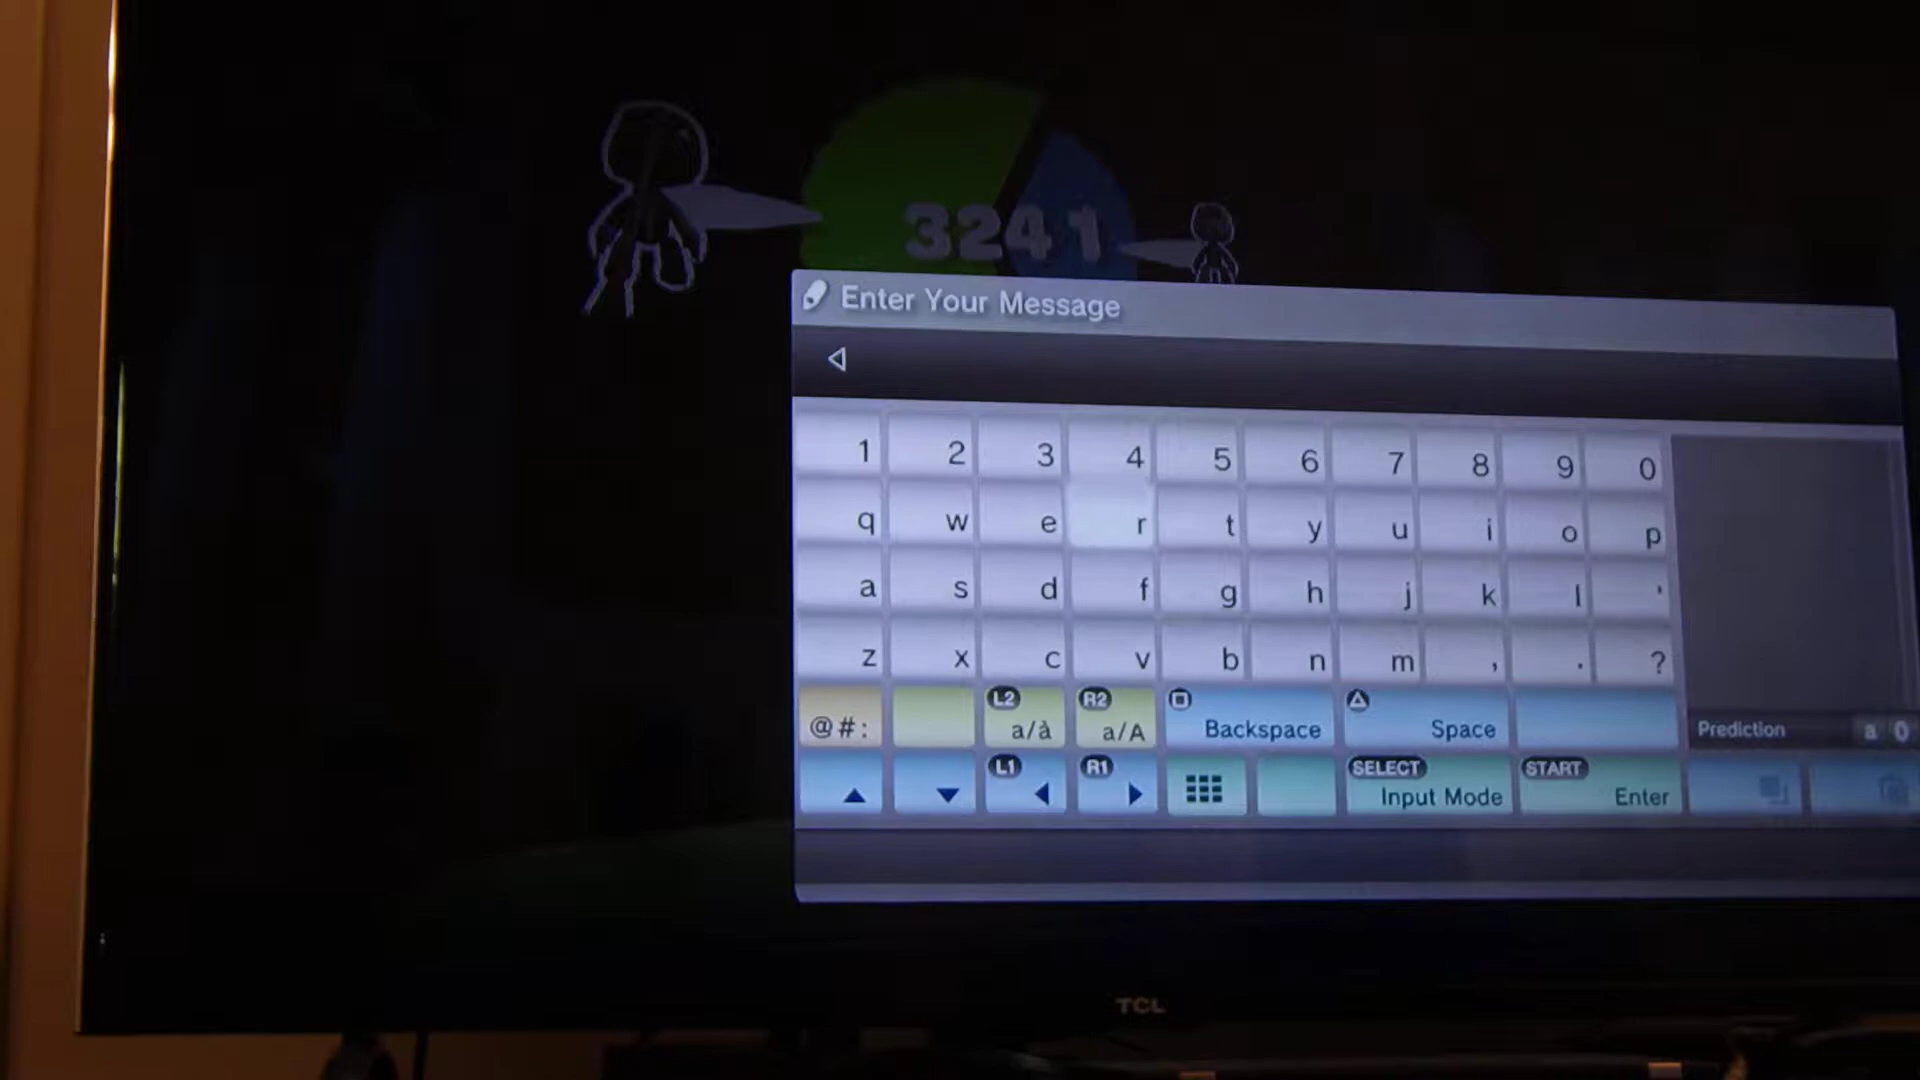 3241
Enter Your Message
1 2 3 4 5 6 7 8 9 0
q w e r t y u i o p
a s d f g h j k l '
z x c v b n m , . ?
@#: L2 a/à R2 a/A Backspace Space Prediction a 0
L1 R1 SELECT Input Mode START Enter
TCL